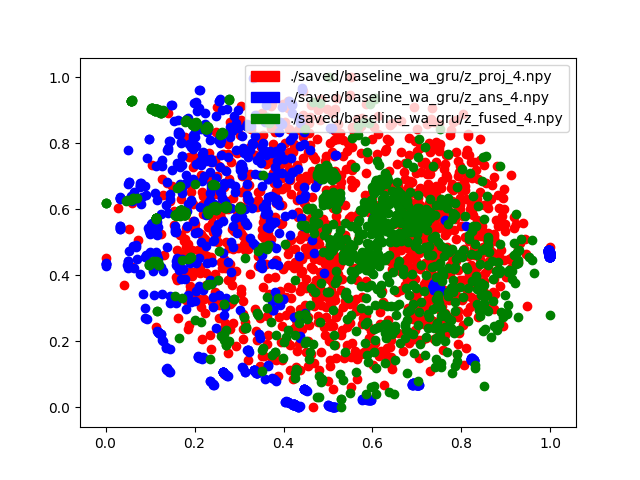 ./saved/baseline_wa_gru/z_proj_4.npy
./saved/baseline_wa_gru/z_ans_4.npy
./saved/baseline_wa_gru/z_fused_4.npy
1.0
0.8
0.6
0.4
0.2
0.0
0.0 0.2 0.4 0.6 0.8 1.0